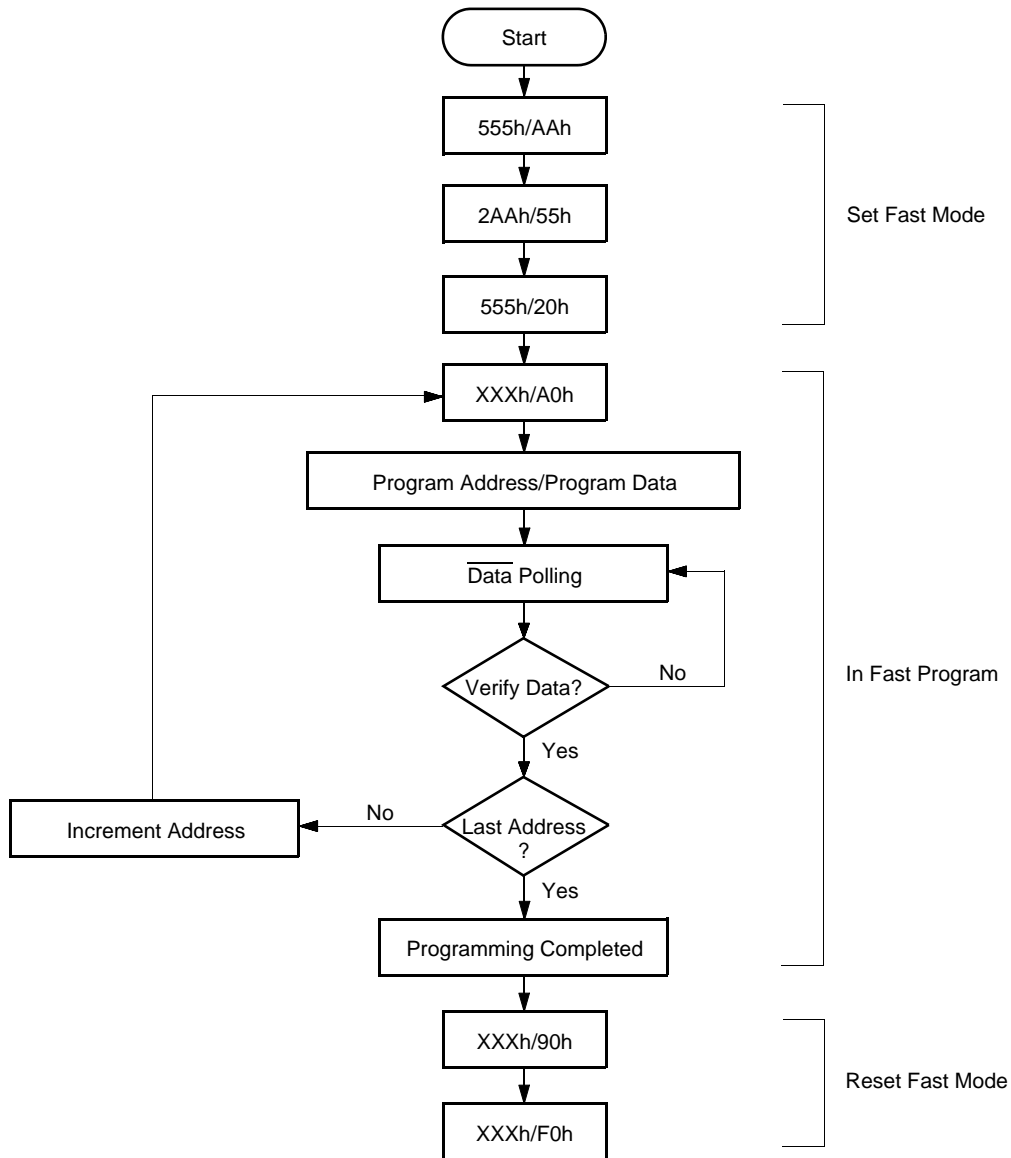 Start
555h/AAh
2AAh/55h
Set Fast Mode
555h/20h
XXXh/A0h
Program Address/Program Data
Data Polling
Verify Data?
No
In Fast Program
Yes
Increment Address
No
Last Address
?
Yes
Programming Completed
XXXh/90h
Reset Fast Mode
XXXh/F0h